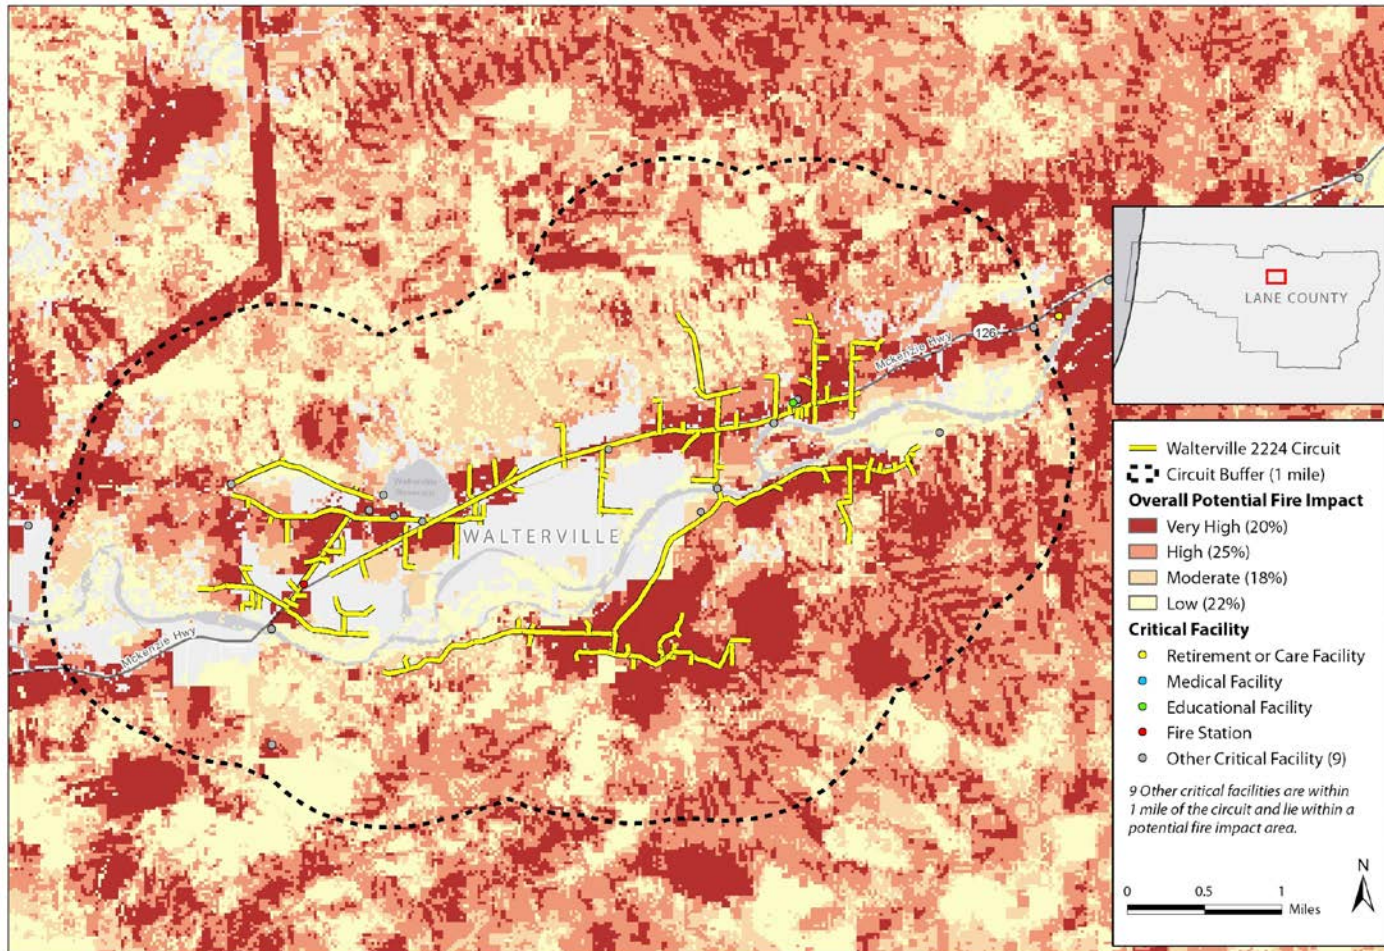 LANE COUNTY
126
Mckenzie Hwy
Walterville
WALTERVILLE
Mckenzie Hwy
Walterville 2224 Circuit
Circuit Buffer (1 mile)
Overall Potential Fire Impact
Very High (20%)
High (25%)
Moderate (18%)
Low (22%)
Critical Facility
Retirement or Care Facility
Medical Facility
Educational Facility
Fire Station
Other Critical Facility (9)
9 Other critical facilities are within
1 mile of the circuit and lie within a
potential fire impact area.
N
0 0.5 1
Miles